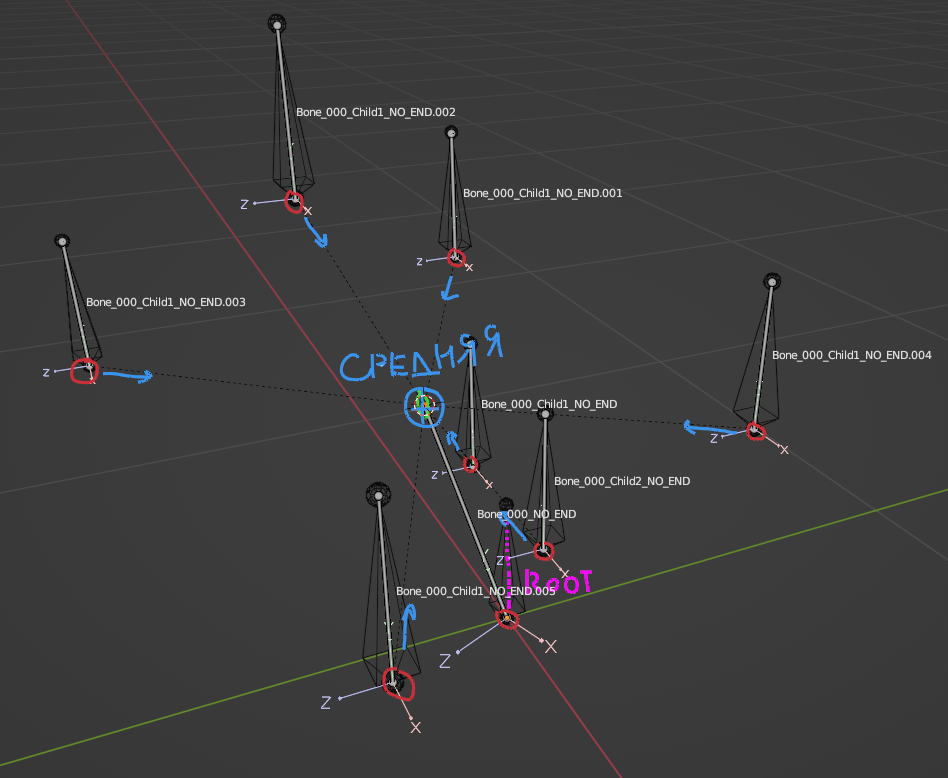 Bone_000_Child1_NO_END.002
Bone_000_Child1_NO_END.001
z
x
z
x
Bone_000_Child1_NO_END.003
z
x
Bone_000_Child1_NO_END.004
СРЕДНЯЯ
Bone_000_Child1_NO_END
z
x
z
x
Bone_000_Child2_NO_END
Bone_000_NO_END
z
x
ROOT
Bone_000_Child1_NO_END.005
Z
X
Z
X